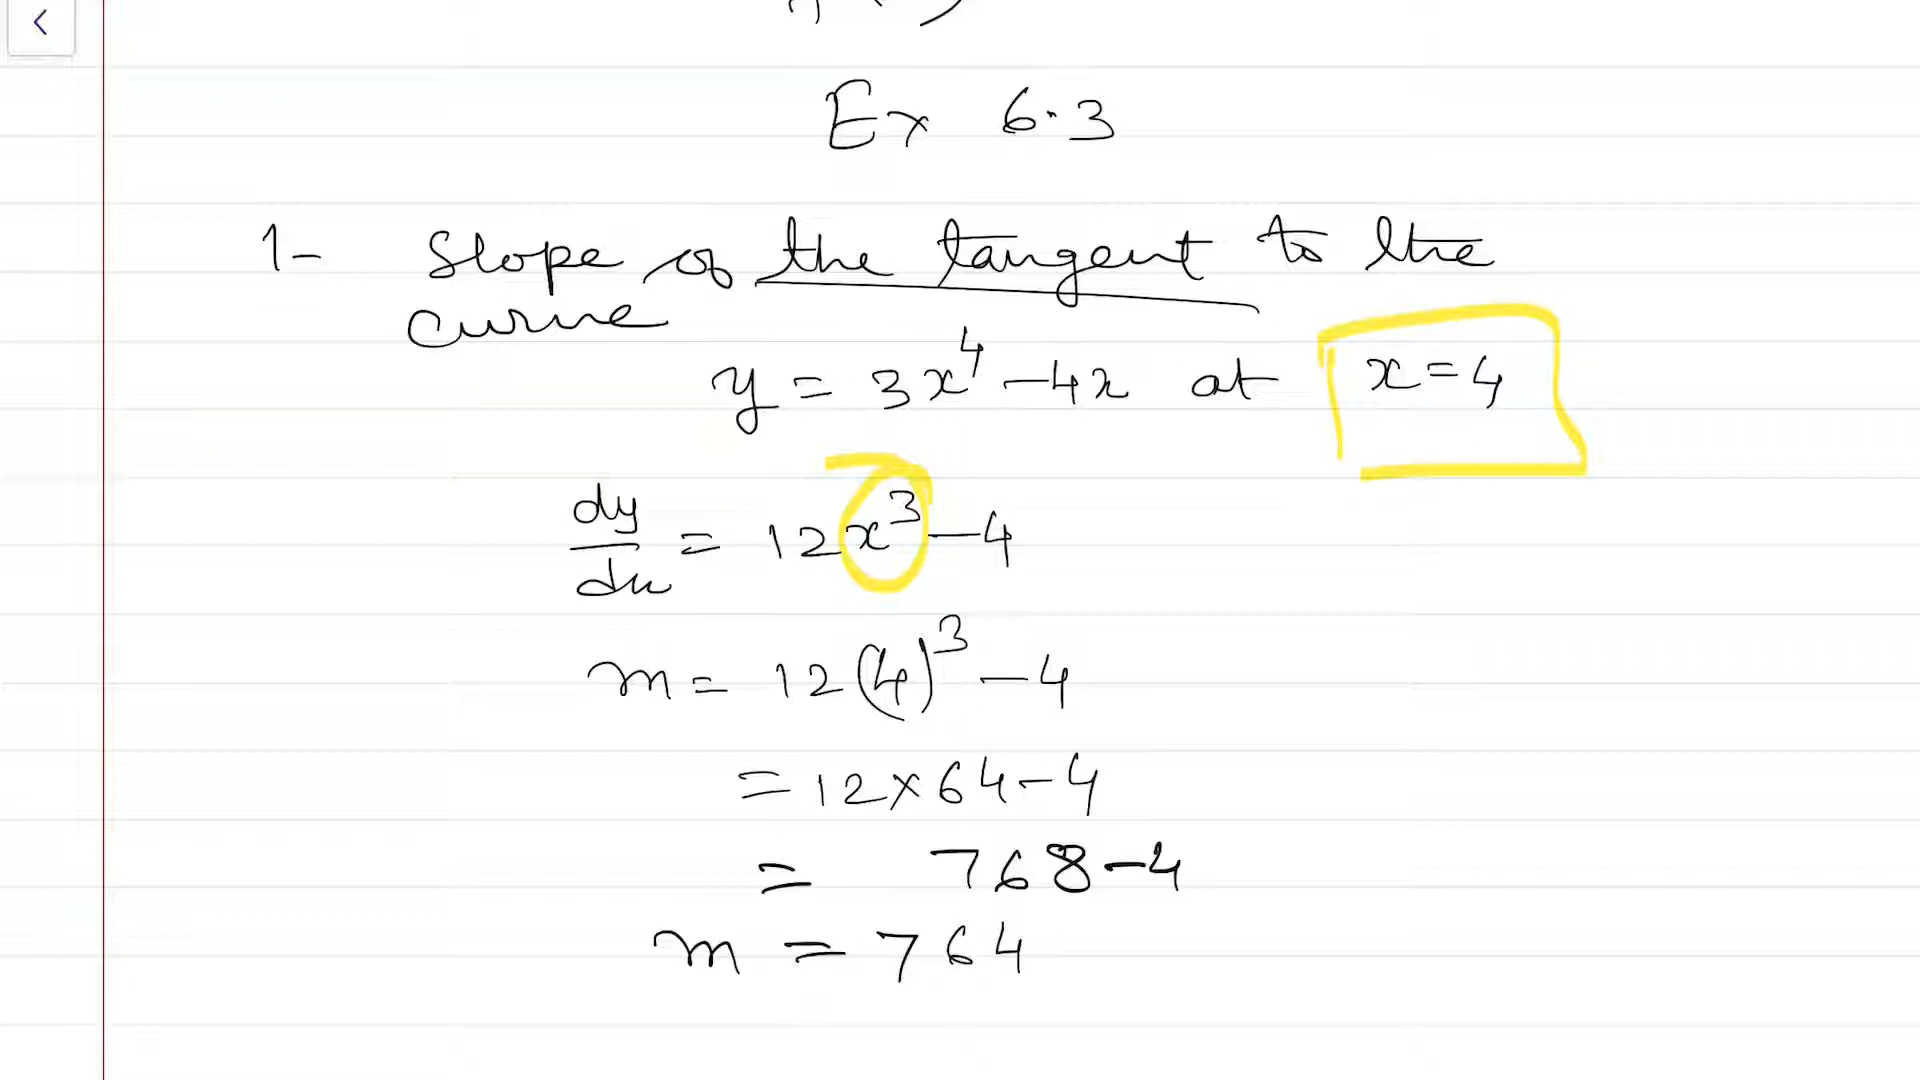 Ex 6.3
1- Slope of the tangent to the
curve
y = 3x⁴ - 4x at x = 4
dy/dx = 12x³ - 4
m = 12(4)³ - 4
= 12 × 64 - 4
= 768 - 4
m = 764